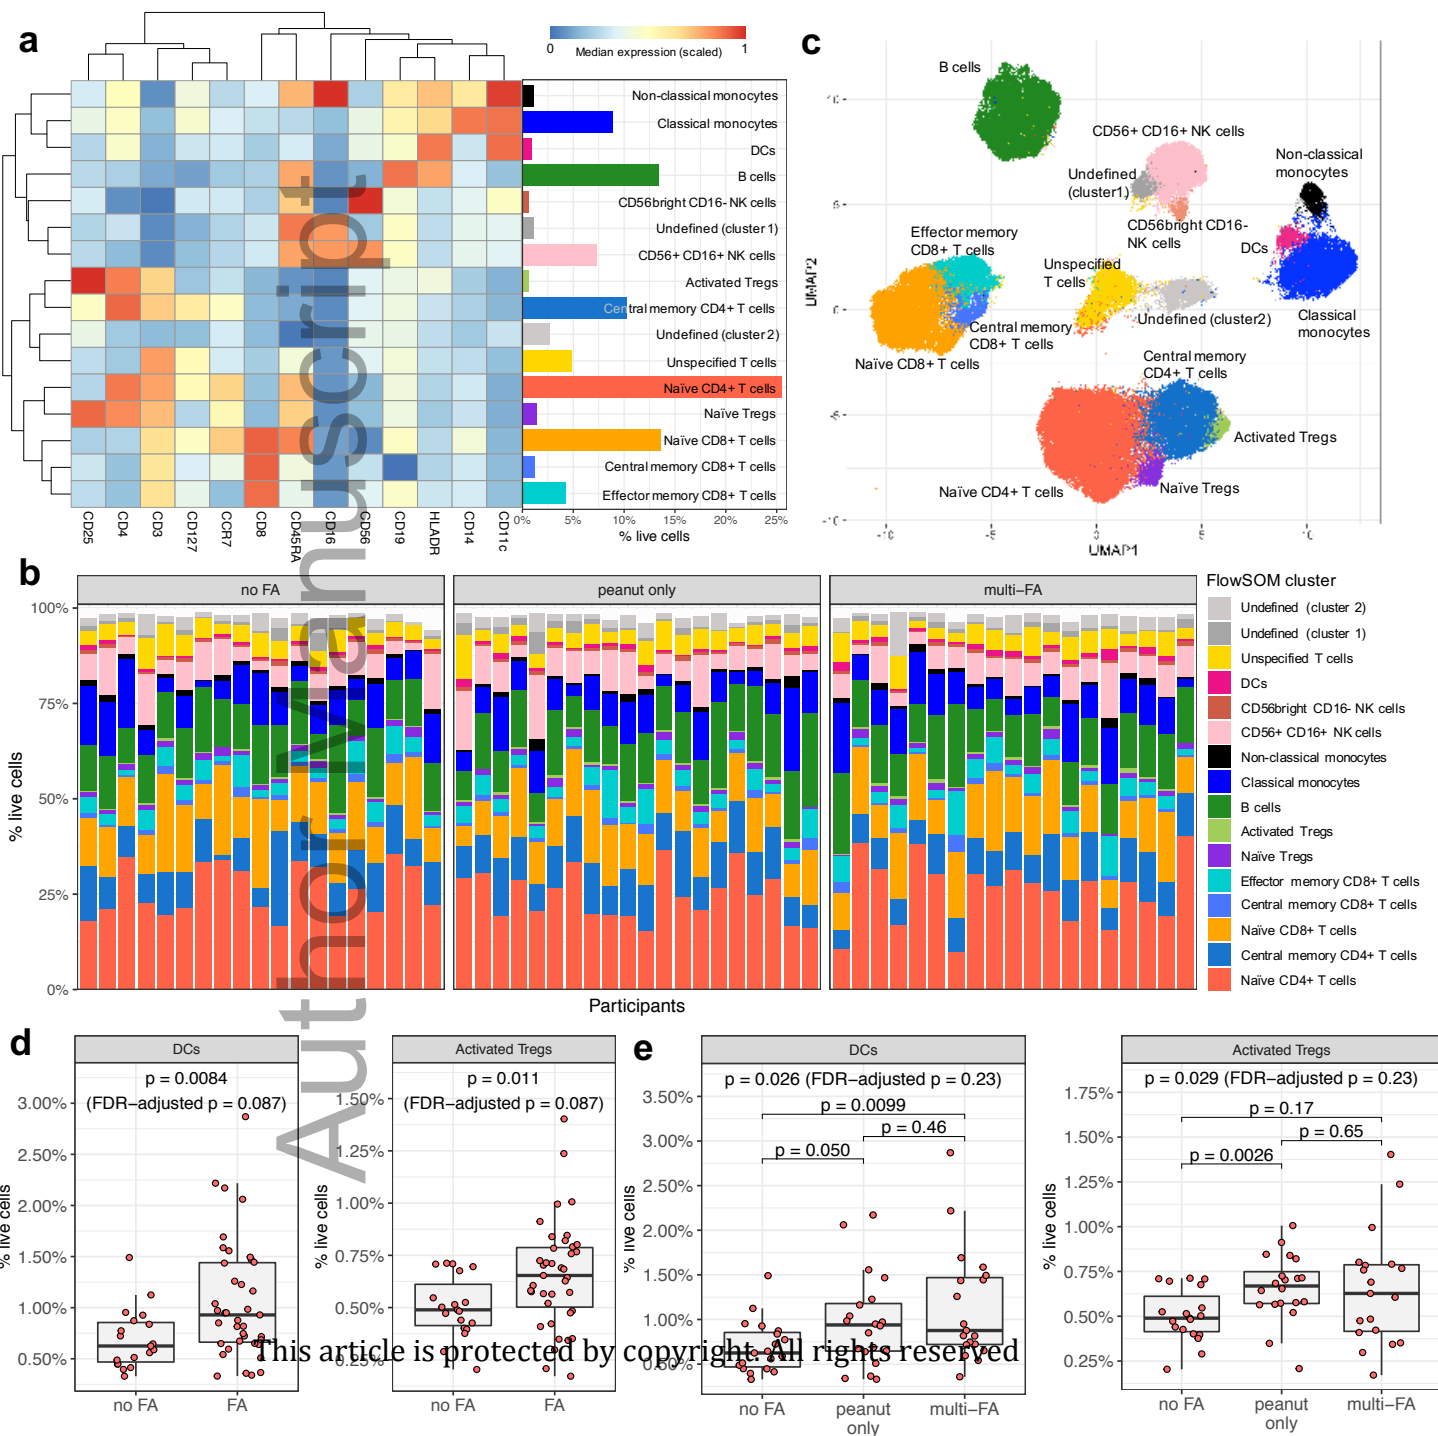 a
0
1
Median expression (scaled)
Non-classical monocytes
Classical monocytes
DCs
B cells
CD56bright CD16- NK cells
Undefined (cluster 1)
CD56+ CD16+ NK cells
Activated Tregs
Central memory CD4+ T cells
Undefined (cluster 2)
Unspecified T cells
Naïve CD4+ T cells
Naïve Tregs
Naïve CD8+ T cells
Central memory CD8+ T cells
Effector memory CD8+ T cells
CD25
CD4
CD3
CD127
CCR7
CD8
CD45RA
CD16
CD56
CD19
HLADR
CD14
CD11c
0%
5%
10%
15%
20%
25%
% live cells
c
B cells
CD56+ CD16+ NK cells
Undefined
(cluster1)
Non-classical
monocytes
CD56bright CD16-
NK cells
DCs
Effector memory
CD8+ T cells
Unspecified
T cells
Undefined (cluster2)
Classical
monocytes
Central memory
CD8+ T cells
Naïve CD8+ T cells
Central memory
CD4+ T cells
Activated Tregs
Naïve CD4+ T cells
Naïve Tregs
10
5
0
-5
-10
UMAP2
-10
-5
0
5
10
UMAP1
b
no FA
peanut only
multi−FA
100%
75%
50%
25%
0%
% live cells
Participants
FlowSOM cluster
Undefined (cluster 2)
Undefined (cluster 1)
Unspecified T cells
DCs
CD56bright CD16- NK cells
CD56+ CD16+ NK cells
Non-classical monocytes
Classical monocytes
B cells
Activated Tregs
Naïve Tregs
Effector memory CD8+ T cells
Central memory CD8+ T cells
Naïve CD8+ T cells
Central memory CD4+ T cells
Naïve CD4+ T cells
d
DCs
p = 0.0084
(FDR−adjusted p = 0.087)
3.00%
2.50%
2.00%
1.50%
1.00%
0.50%
% live cells
no FA
FA
Activated Tregs
p = 0.011
(FDR−adjusted p = 0.087)
1.50%
1.25%
1.00%
0.75%
0.50%
0.25%
% live cells
no FA
FA
e
DCs
p = 0.026 (FDR−adjusted p = 0.23)
p = 0.0099
p = 0.46
p = 0.050
3.50%
3.00%
2.50%
2.00%
1.50%
1.00%
0.50%
% live cells
no FA
peanut
only
multi−FA
Activated Tregs
p = 0.029 (FDR−adjusted p = 0.23)
p = 0.17
p = 0.65
p = 0.0026
1.75%
1.50%
1.25%
1.00%
0.75%
0.50%
0.25%
% live cells
no FA
peanut
only
multi−FA
Author Manuscript
This article is protected by copyright. All rights reserved